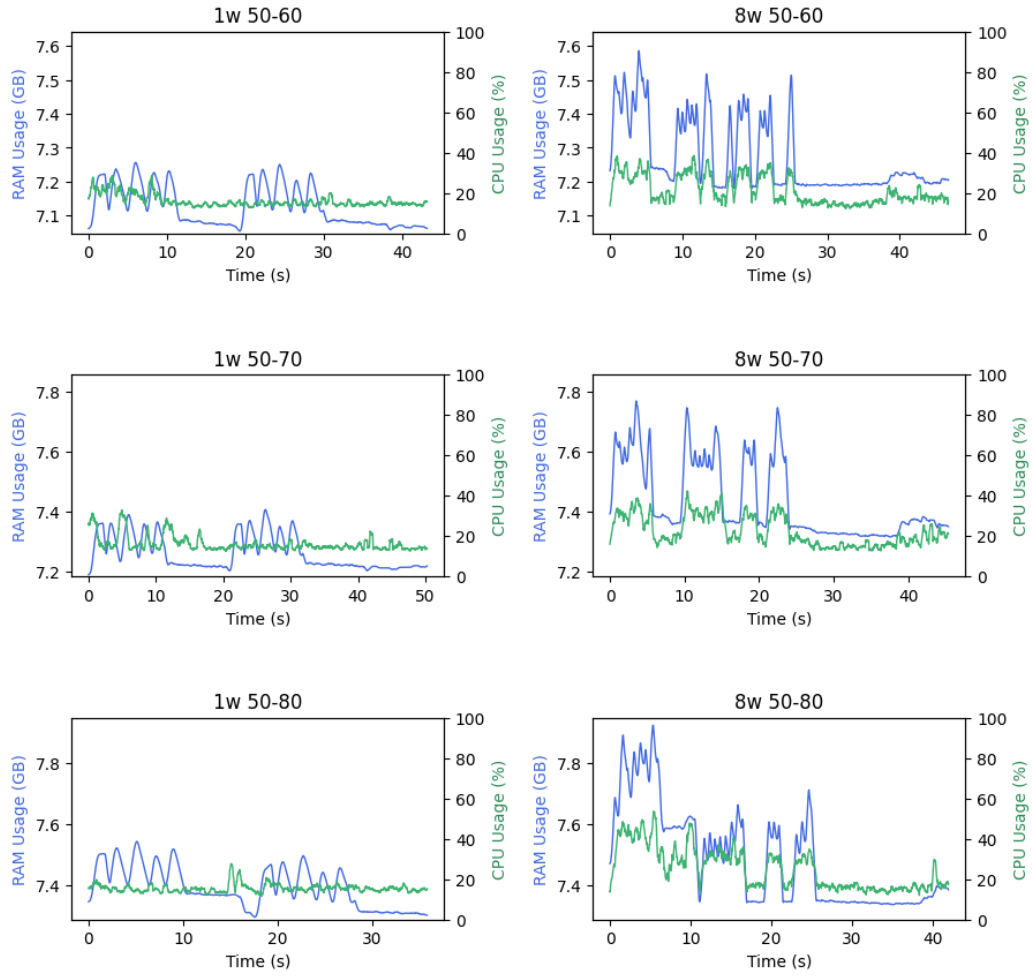 1w 50-60
8w 50-60
RAM Usage (GB)
7.6
7.5
7.4
7.3
7.2
7.1
100
80
60
40
20
0
CPU Usage (%)
0 10 20 30 40
Time (s)
RAM Usage (GB)
7.6
7.5
7.4
7.3
7.2
7.1
100
80
60
40
20
0
CPU Usage (%)
0 10 20 30 40
Time (s)
1w 50-70
8w 50-70
RAM Usage (GB)
7.8
7.6
7.4
7.2
100
80
60
40
20
0
CPU Usage (%)
0 10 20 30 40 50
Time (s)
RAM Usage (GB)
7.8
7.6
7.4
7.2
100
80
60
40
20
0
CPU Usage (%)
0 10 20 30 40
Time (s)
1w 50-80
8w 50-80
RAM Usage (GB)
7.8
7.6
7.4
100
80
60
40
20
0
CPU Usage (%)
0 10 20 30
Time (s)
RAM Usage (GB)
7.8
7.6
7.4
100
80
60
40
20
0
CPU Usage (%)
0 10 20 30 40
Time (s)